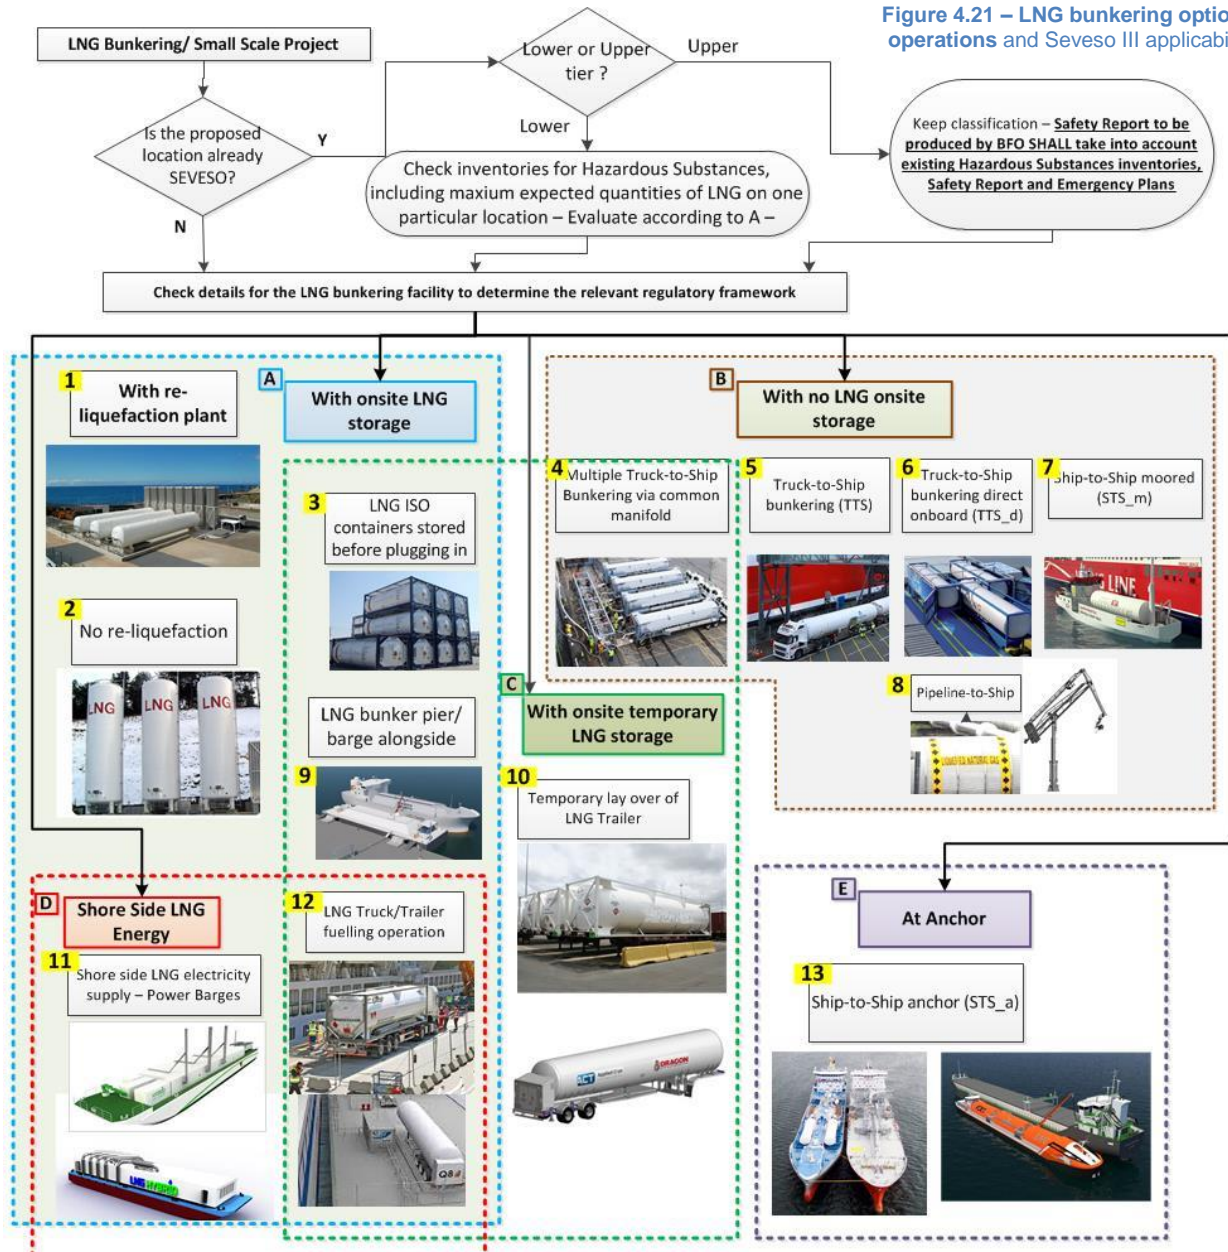 Figure 4.21 – LNG bunkering optio
operations and Seveso III applicabi
LNG Bunkering/ Small Scale Project
Lower or Upper
tier ?
Upper
Is the proposed
location already
SEVESO?
Y
Lower
N
Check inventories for Hazardous Substances,
including maxium expected quantities of LNG on one
particular location – Evaluate according to A –
Keep classification – Safety Report to be
produced by BFO SHALL take into account
existing Hazardous Substances inventories,
Safety Report and Emergency Plans
Check details for the LNG bunkering facility to determine the relevant regulatory framework
1
With re-
liquefaction plant
A
With onsite LNG
storage
B
With no LNG onsite
storage
2
No re-liquefaction
LNG
LNG
LNG
3
LNG ISO
containers stored
before plugging in
LNG bunker pier/
barge alongside
9
4
Multiple Truck-to-Ship
Bunkering via common
manifold
5
Truck-to-Ship
bunkering (TTS)
6
Truck-to-Ship
bunkering direct
onboard (TTS_d)
7
Ship-to-Ship moored
(STS_m)
LINE
8
Pipeline-to-Ship
LIQUEFIED NATURAL GAS
C
With onsite temporary
LNG storage
10
Temporary lay over of
LNG Trailer
ACT
DRAGON
D
Shore Side LNG
Energy
11
Shore side LNG electricity
supply – Power Barges
LNG HYBRID
12
LNG Truck/Trailer
fuelling operation
Q8
E
At Anchor
13
Ship-to-Ship anchor (STS_a)